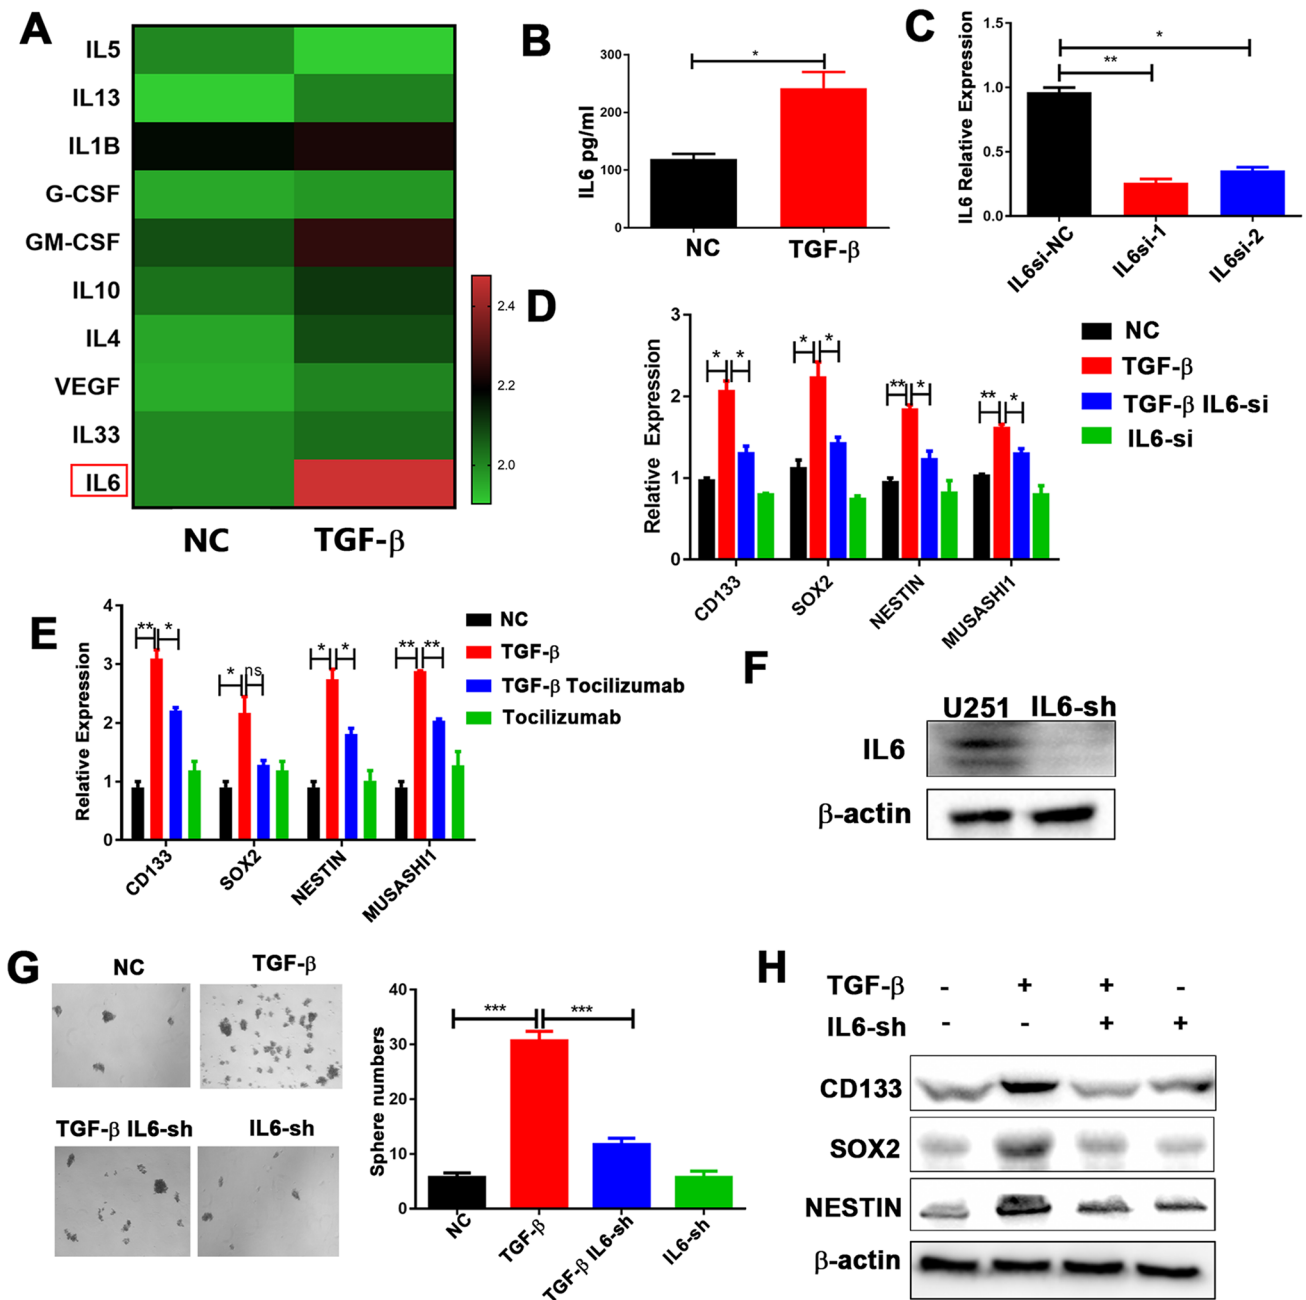 A
IL5
IL13
IL1B
G-CSF
GM-CSF
IL10
IL4
VEGF
IL33
IL6
NC TGF-β
2.4
2.2
2.0
B
IL6 pg/ml
300
200
100
0
*
NC TGF-β
C
IL6 Relative Expression
1.5
1.0
0.5
0.0
*
**
IL6si-NC IL6si-1 IL6si-2
D
Relative Expression
3
2
1
0
* * * * ** * ** *
CD133 SOX2 NESTIN MUSASHI1
NC
TGF-β
TGF-β IL6-si
IL6-si
E
Relative Expression
4
3
2
1
0
** * * ns * * ** **
CD133 SOX2 NESTIN MUSASHI1
NC
TGF-β
TGF-β Tocilizumab
Tocilizumab
F
U251 IL6-sh
IL6
β-actin
G
NC TGF-β
TGF-β IL6-sh IL6-sh
Sphere numbers
40
30
20
10
0
*** ***
NC TGF-β TGF-β IL6-sh IL6-sh
H
TGF-β - + + -
IL6-sh - - + +
CD133
SOX2
NESTIN
β-actin